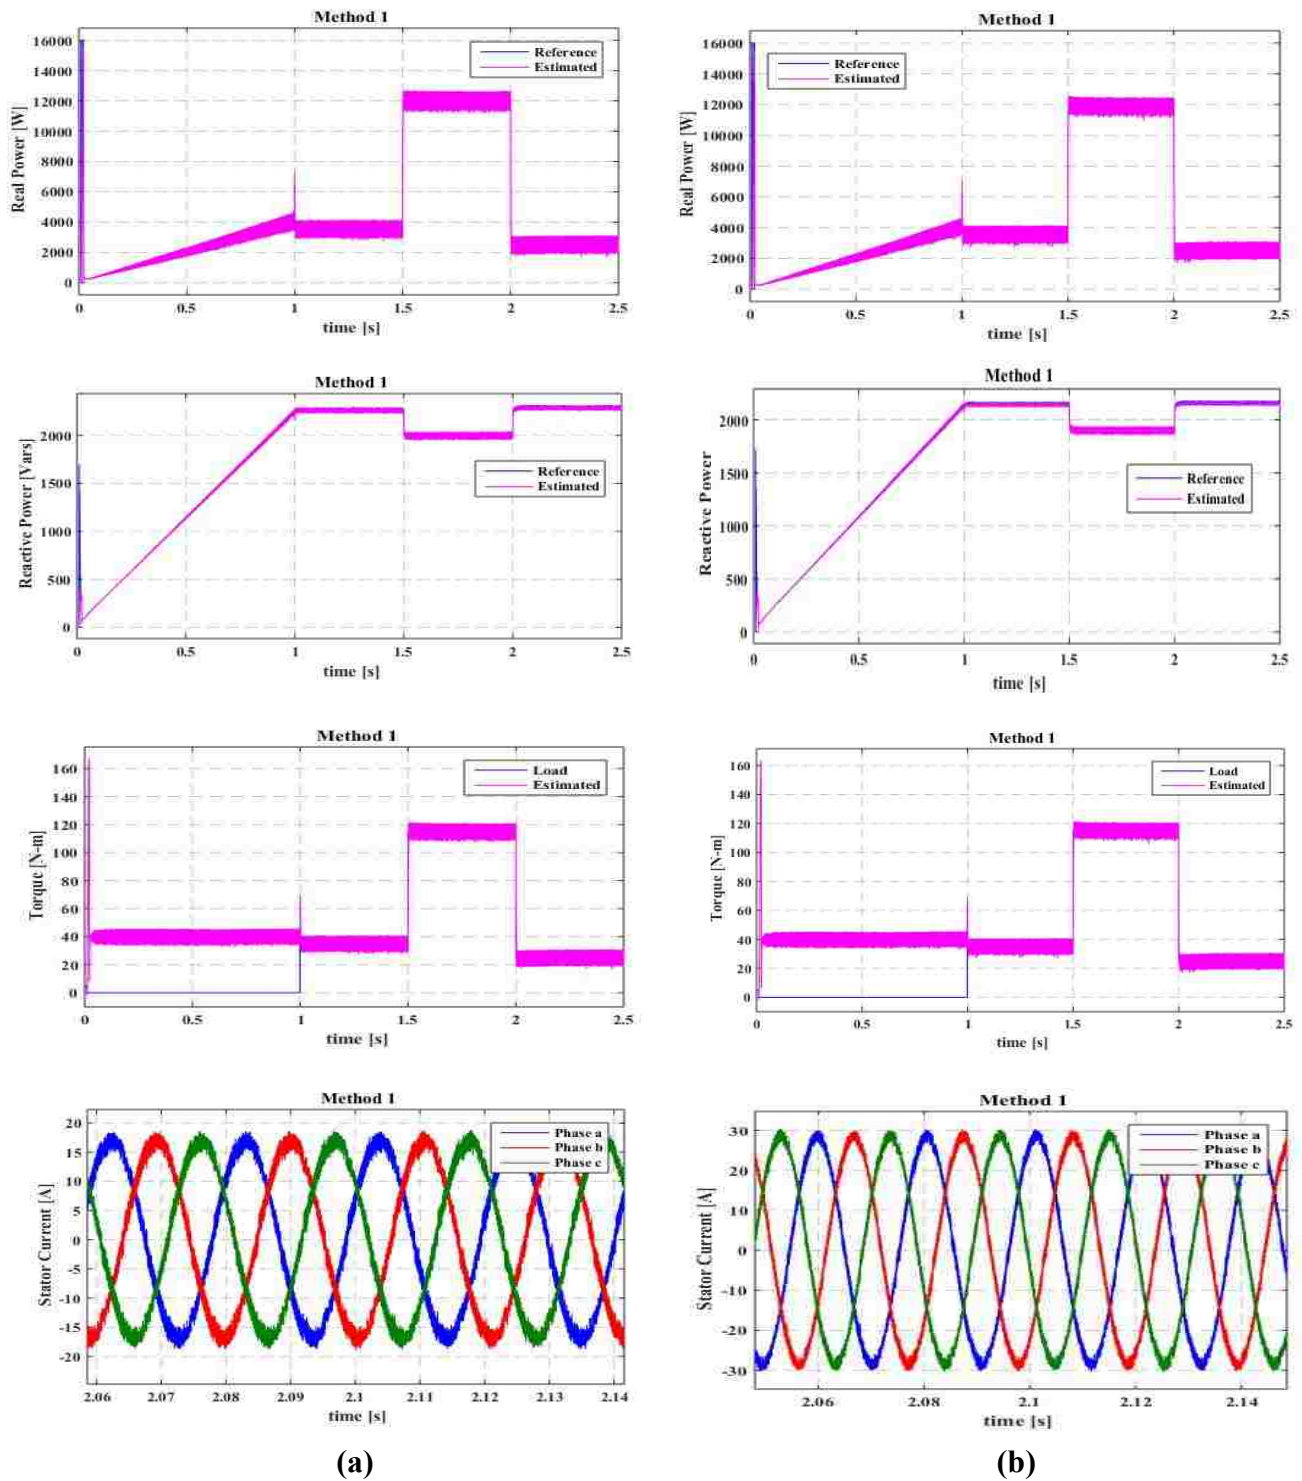 Method 1
Real Power [W]
16000
14000
12000
10000
8000
6000
4000
2000
0
Reference
Estimated
0 0.5 1 1.5 2 2.5
time [s]
Method 1
Real Power [W]
16000
14000
12000
10000
8000
6000
4000
2000
0
Reference
Estimated
0 0.5 1 1.5 2 2.5
time [s]
Method 1
Reactive Power [Vars]
2000
1500
1000
500
0
Reference
Estimated
0 0.5 1 1.5 2 2.5
time [s]
Method 1
Reactive Power
2000
1500
1000
500
0
Reference
Estimated
0 0.5 1 1.5 2 2.5
time [s]
Method 1
Torque [N-m]
160
140
120
100
80
60
40
20
0
Load
Estimated
0 0.5 1 1.5 2 2.5
time [s]
Method 1
Torque [N-m]
160
140
120
100
80
60
40
20
0
Load
Estimated
0 0.5 1 1.5 2 2.5
time [s]
Method 1
Stator Current [A]
20
15
10
5
0
-5
-10
-15
-20
Phase a
Phase b
Phase c
2.06 2.07 2.08 2.09 2.1 2.11 2.12 2.13 2.14
time [s]
(a)
Method 1
Stator Current [A]
30
20
10
0
-10
-20
-30
Phase a
Phase b
Phase c
2.06 2.08 2.1 2.12 2.14
time [s]
(b)